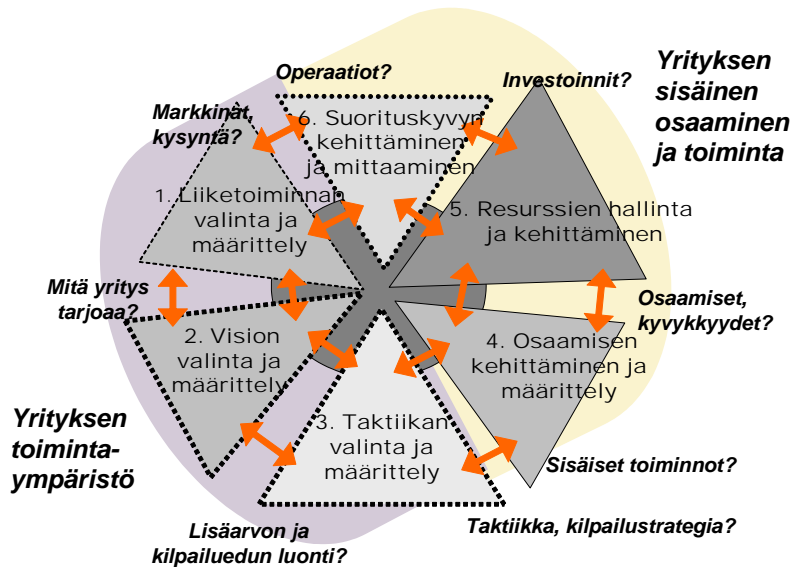 Operaatiot?
Investoinnit?
Yrityksen
sisäinen
osaaminen
ja toiminta
Markkinat,
kysyntä?
6. Suorituskyvyn
kehittäminen
ja mittaaminen
1. Liiketoiminnan
valinta ja
määrittely
5. Resurssien hallinta
ja kehittäminen
Mitä yritys
tarjoaa?
Osaamiset,
kyvykkyydet?
2. Vision
valinta ja
määrittely
4. Osaamisen
kehittäminen ja
määrittely
Yrityksen
toiminta-
ympäristö
3. Taktiikan
valinta ja
määrittely
Sisäiset toiminnot?
Lisäarvon ja
kilpailuedun luonti?
Taktiikka, kilpailustrategia?